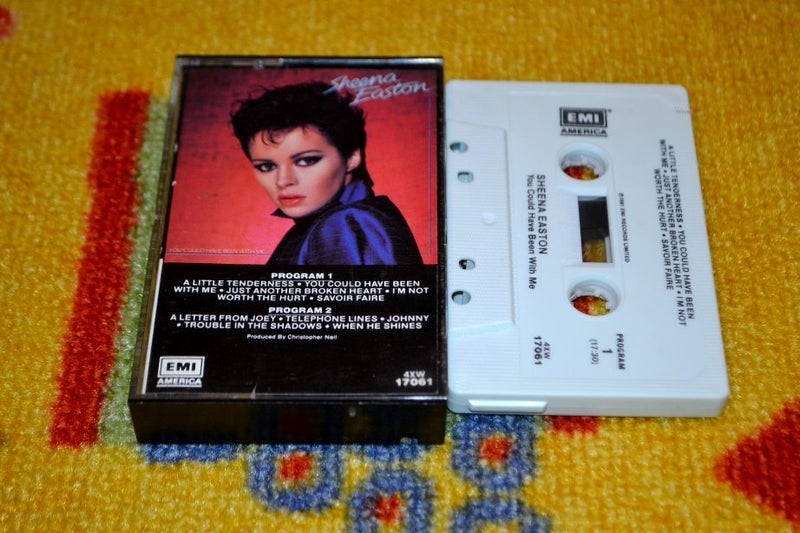 Sheena
Easton
YOU COULD HAVE BEEN WITH ME
PROGRAM 1
A LITTLE TENDERNESS • YOU COULD HAVE BEEN
WITH ME • JUST ANOTHER BROKEN HEART • I'M NOT
WORTH THE HURT • SAVOIR FAIRE
PROGRAM 2
A LETTER FROM JOEY • TELEPHONE LINES • JOHNNY
• TROUBLE IN THE SHADOWS • WHEN HE SHINES
Produced By Christopher Neil
EMI
AMERICA
4XW
17061
EMI
AMERICA
A LITTLE TENDERNESS • YOU COULD HAVE BEEN
WITH ME • JUST ANOTHER BROKEN HEART • I'M NOT
WORTH THE HURT • SAVOIR FAIRE
℗1981 EMI RECORDS LIMITED
SHEENA EASTON
You Could Have Been With Me
PROGRAM
1
(17:30)
4XW
17061